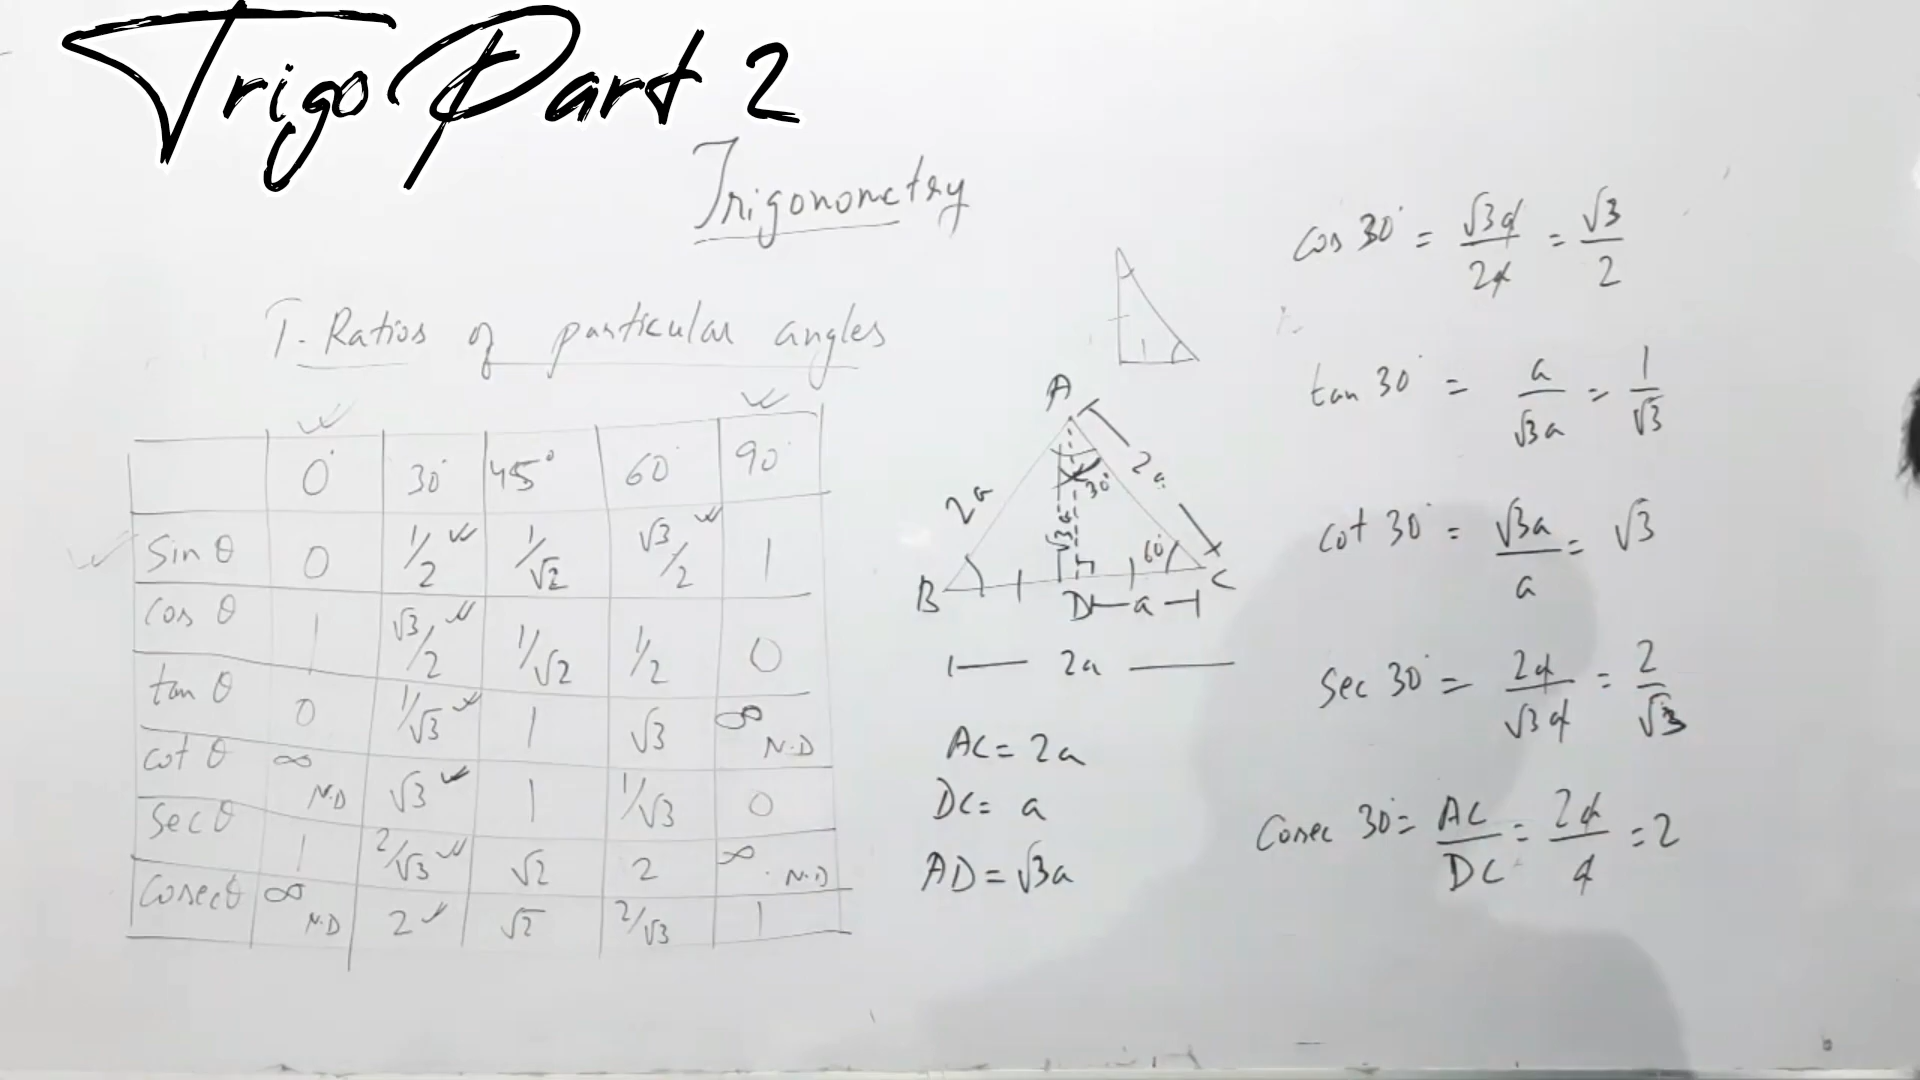 Trigo Part 2
Trigonometry
T. Ratios of particular angles
0° 30° 45° 60° 90°
Sin θ 0 1/2 1/√2 √3/2 1
Cos θ 1 √3/2 1/√2 1/2 0
tan θ 0 1/√3 1 √3 ∞ N.D
cot θ ∞ N.D √3 1 1/√3 0
Sec θ 1 2/√3 √2 2 ∞ N.D
Cosec θ ∞ N.D 2 √2 2/√3 1
A
2a 2a
30°
√3a
60°
B D a C
2a
AC = 2a
DC = a
AD = √3a
Cos 30° = √3a/2a = √3/2
tan 30° = a/√3a = 1/√3
Cot 30° = √3a/a = √3
Sec 30° = 2a/√3a = 2/√3
Cosec 30° = AC/DC = 2a/a = 2